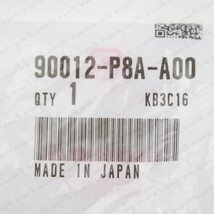 90012-P8A-A00
QTY 1 KB3C16
MADE IN JAPAN